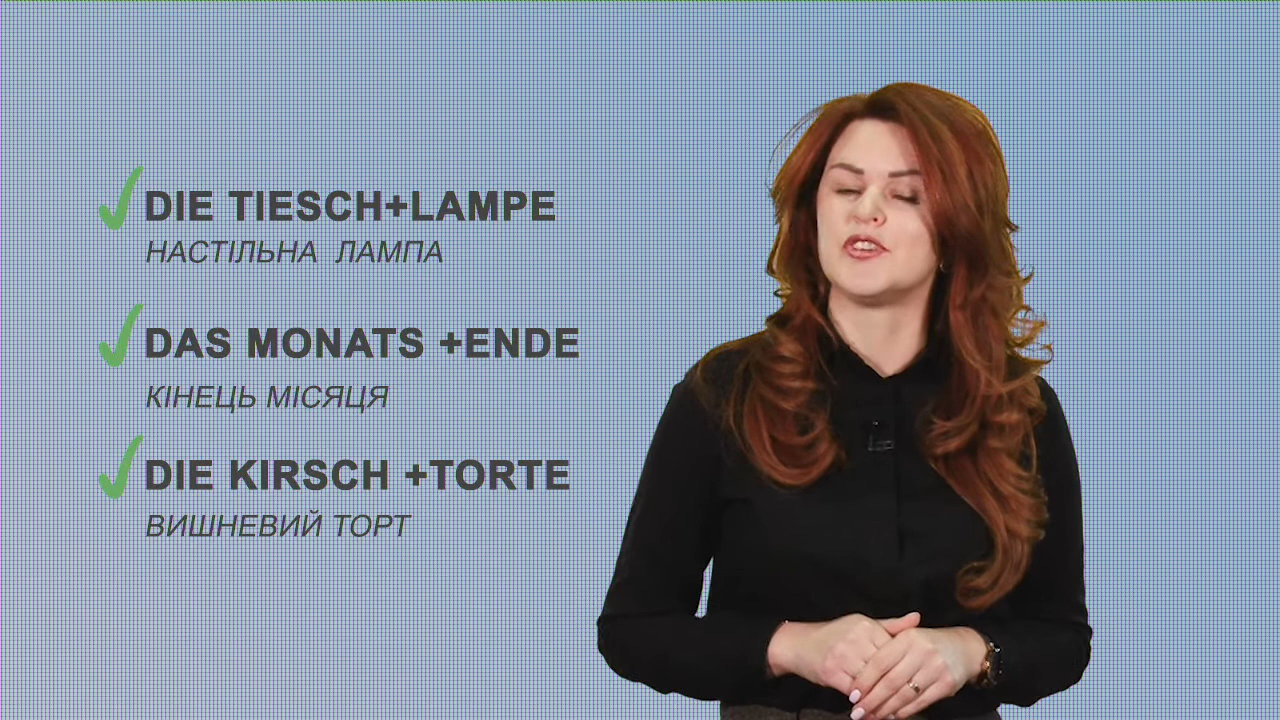 DIE TIESCH+LAMPE
НАСТІЛЬНА ЛАМПА
DAS MONATS +ENDE
КІНЕЦЬ МІСЯЦЯ
DIE KIRSCH +TORTE
ВИШНЕВИЙ ТОРТ